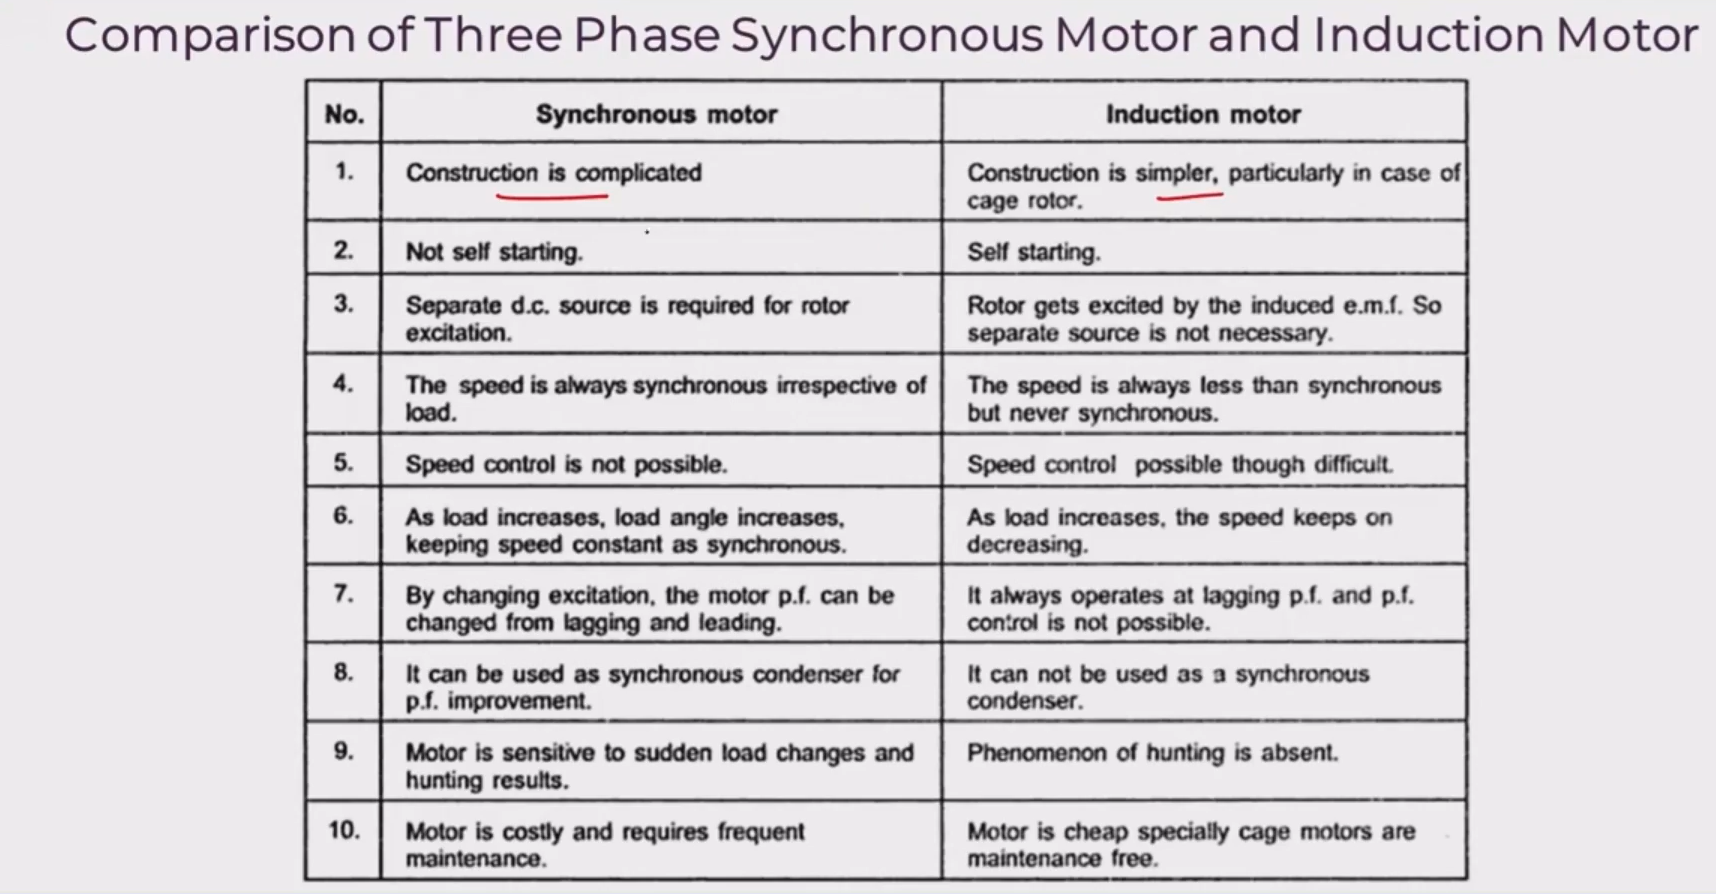 Comparison of Three Phase Synchronous Motor and Induction Motor
No. Synchronous motor Induction motor
1. Construction is complicated Construction is simpler, particularly in case of
cage rotor.
2. Not self starting. Self starting.
3. Separate d.c. source is required for rotor Rotor gets excited by the induced e.m.f. So
excitation. separate source is not necessary.
4. The speed is always synchronous irrespective of The speed is always less than synchronous
load. but never synchronous.
5. Speed control is not possible. Speed control possible though difficult.
6. As load increases, load angle increases, As load increases, the speed keeps on
keeping speed constant as synchronous. decreasing.
7. By changing excitation, the motor p.f. can be It always operates at lagging p.f. and p.f.
changed from lagging and leading. control is not possible.
8. It can be used as synchronous condenser for It can not be used as a synchronous
p.f. improvement. condenser.
9. Motor is sensitive to sudden load changes and Phenomenon of hunting is absent.
hunting results.
10. Motor is costly and requires frequent Motor is cheap specially cage motors are
maintenance. maintenance free.